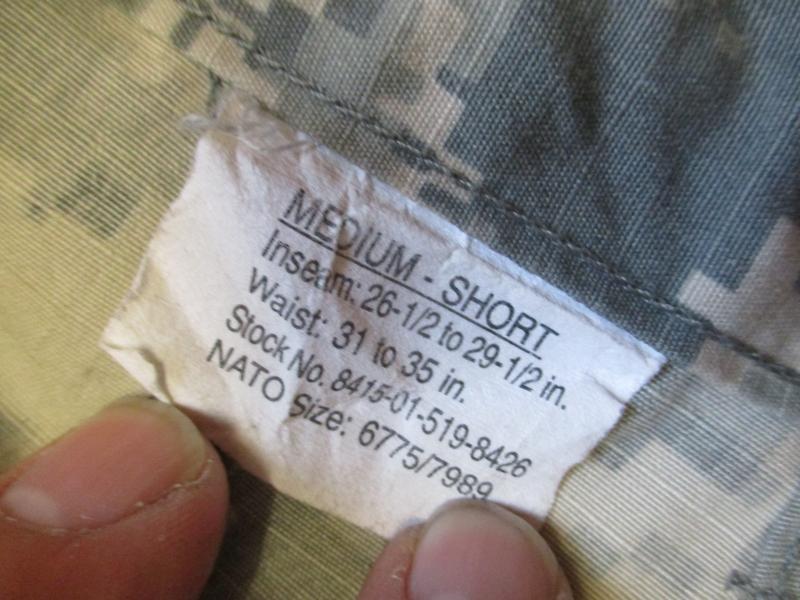 MEDIUM - SHORT
Inseam: 26-1/2 to 29-1/2 in.
Waist: 31 to 35 in.
Stock No. 8415-01-519-8426
NATO Size: 6775/7989